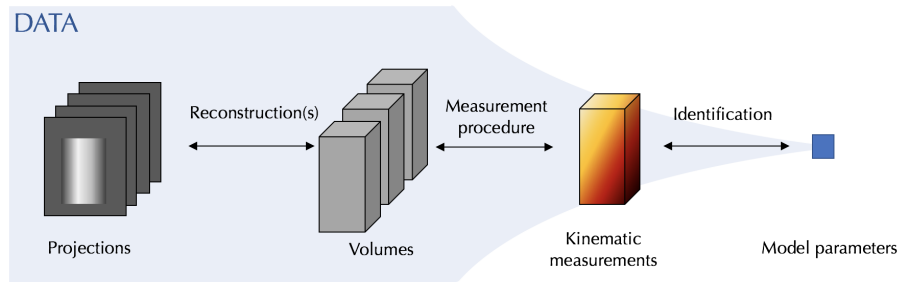 DATA
Reconstruction(s)
Measurement
procedure
Identification
Projections
Volumes
Kinematic
measurements
Model parameters